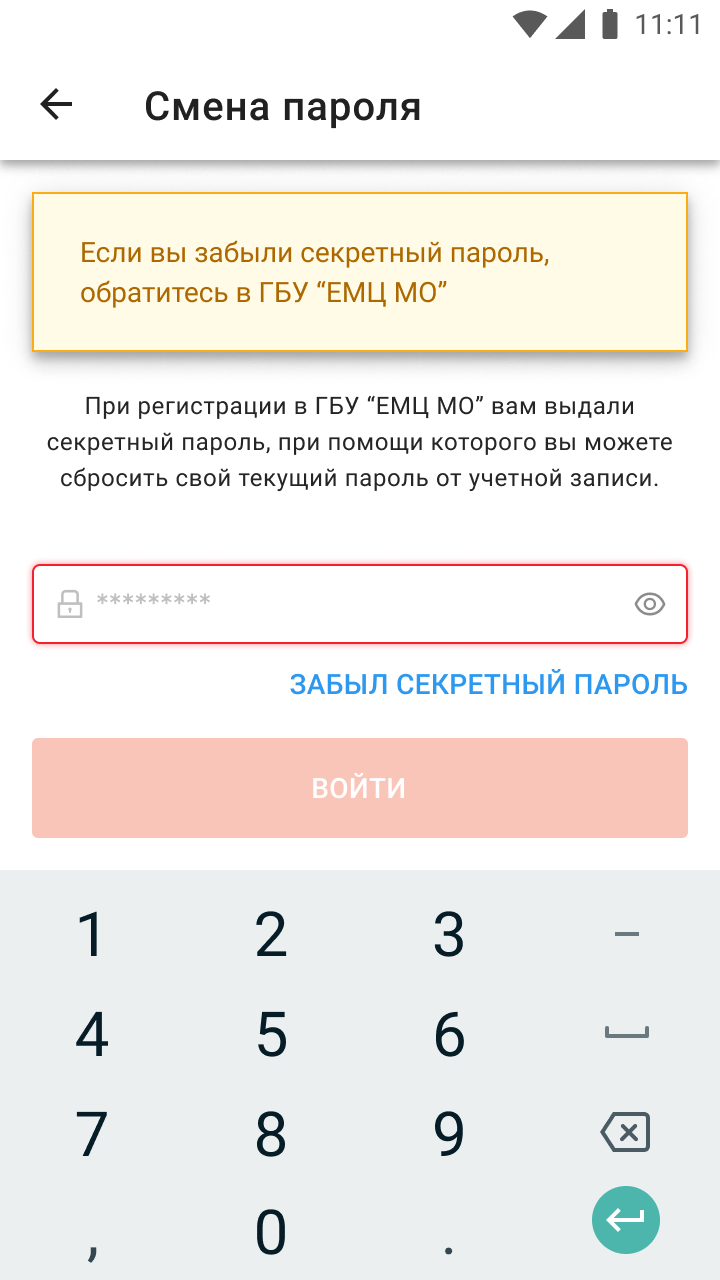 11:11
Смена пароля
Если вы забыли секретный пароль,
обратитесь в ГБУ “ЕМЦ МО”
При регистрации в ГБУ “ЕМЦ МО” вам выдали
секретный пароль, при помощи которого вы можете
сбросить свой текущий пароль от учетной записи.
*********
ЗАБЫЛ СЕКРЕТНЫЙ ПАРОЛЬ
ВОЙТИ
1 2 3 –
4 5 6
7 8 9
, 0 .